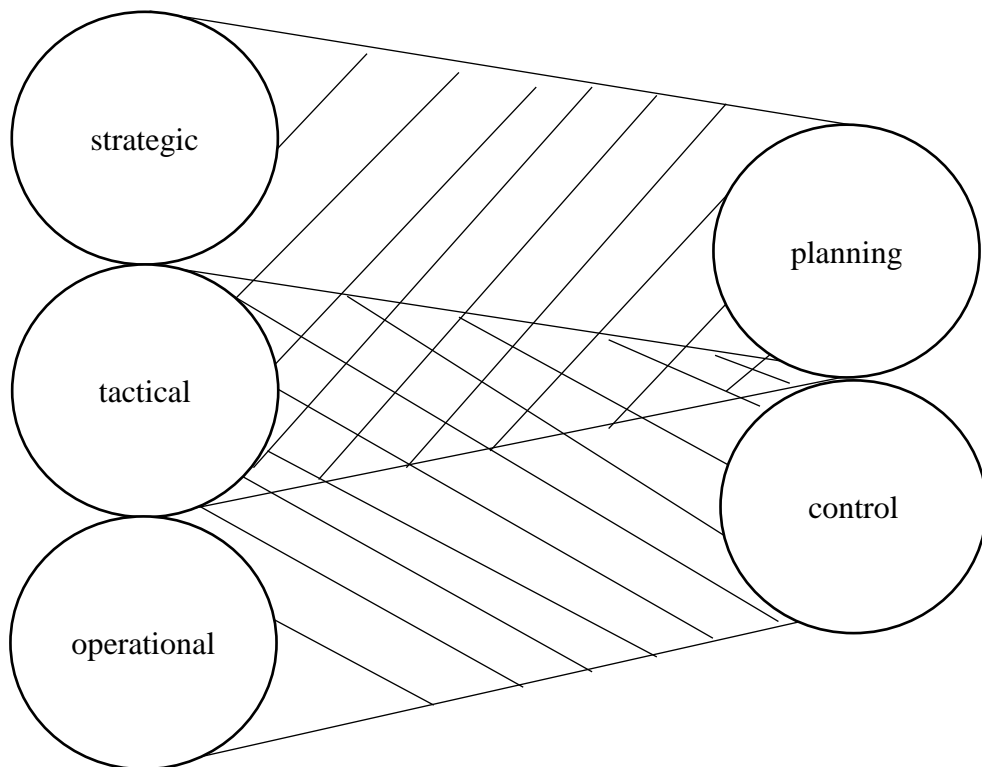 strategic
planning
tactical
control
operational